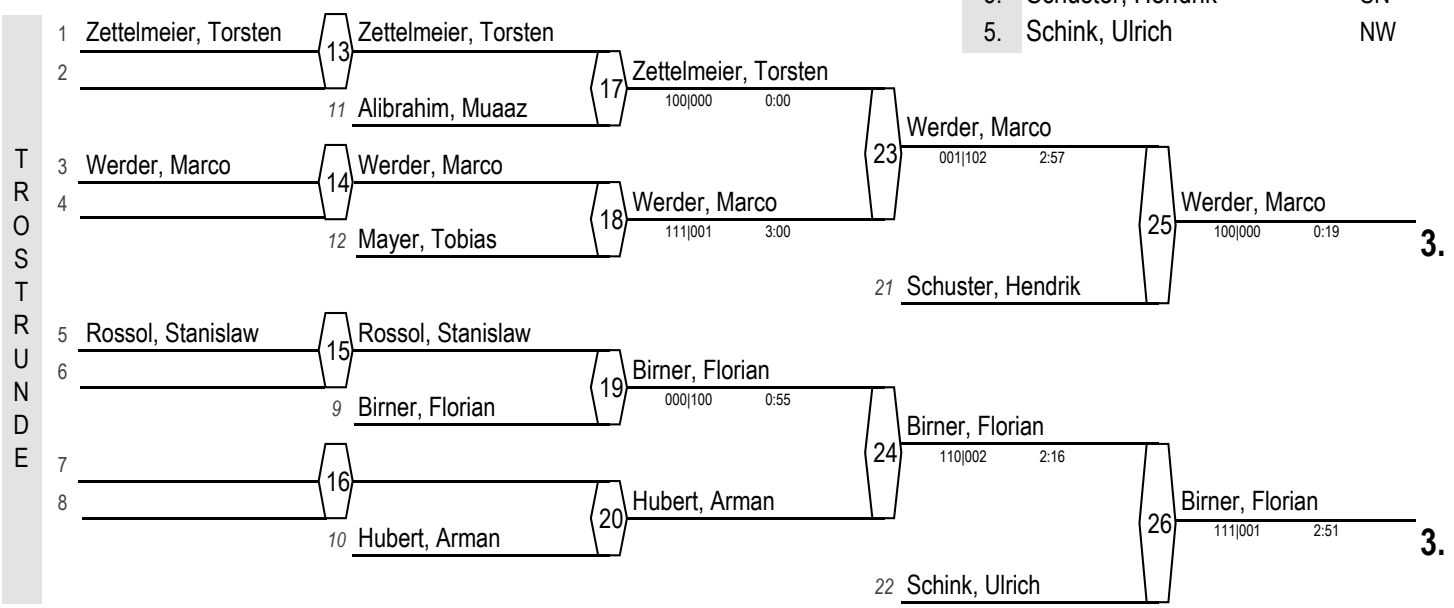 Schuster, Hendrik
5. Schink, Ulrich NW
TROSTRUNDE
1 Zettelmeier, Torsten 13 Zettelmeier, Torsten
2
17 Zettelmeier, Torsten
100|000 0:00
11 Alibrahim, Muaaz
23 Werder, Marco
001|102 2:57
3 Werder, Marco 14 Werder, Marco
4
18 Werder, Marco
111|001 3:00
12 Mayer, Tobias
25 Werder, Marco
100|000 0:19
3.
21 Schuster, Hendrik
5 Rossol, Stanislaw 15 Rossol, Stanislaw
6
19 Birner, Florian
000|100 0:55
9 Birner, Florian
24 Birner, Florian
110|002 2:16
7
16
8
20 Hubert, Arman
10 Hubert, Arman
26 Birner, Florian
111|001 2:51
3.
22 Schink, Ulrich